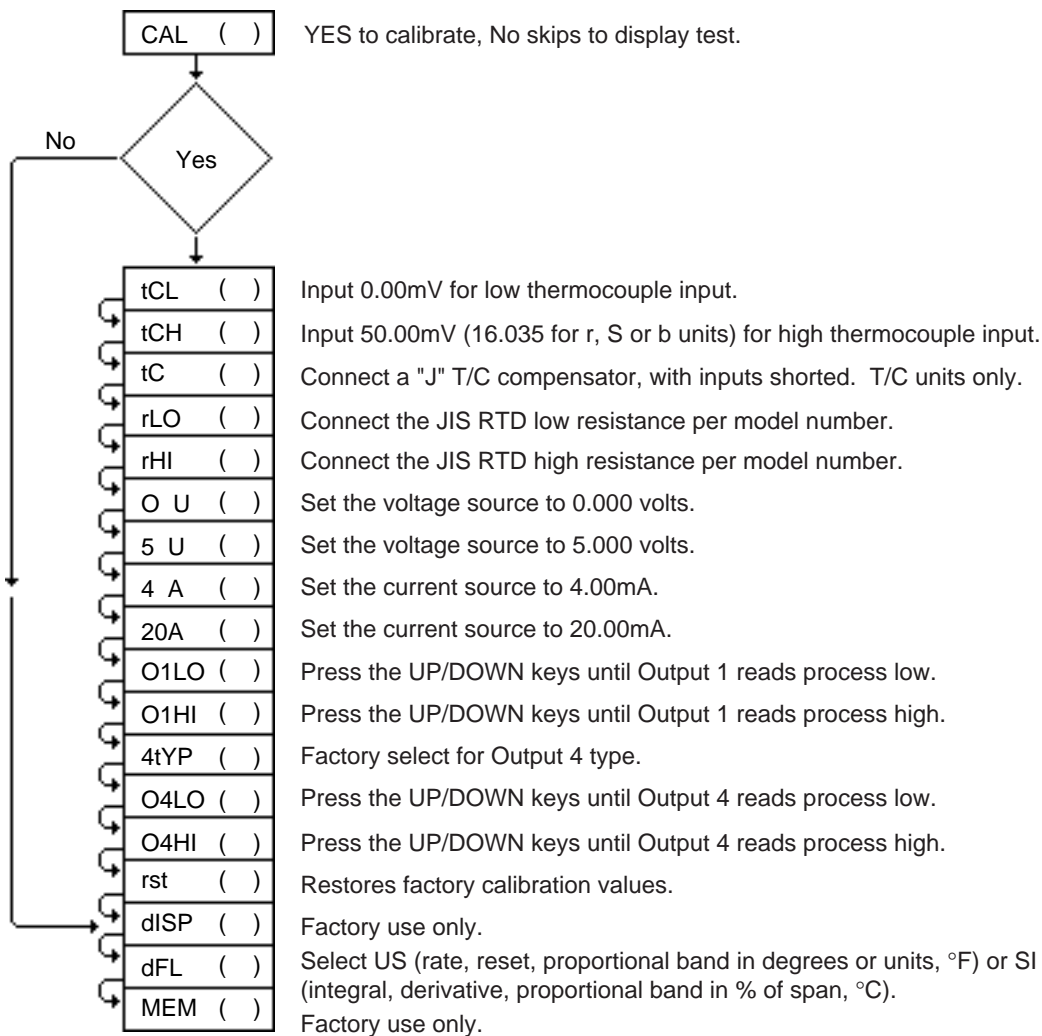 CAL ( ) YES to calibrate, No skips to display test.
No
Yes
tCL ( ) Input 0.00mV for low thermocouple input.
tCH ( ) Input 50.00mV (16.035 for r, S or b units) for high thermocouple input.
tC ( ) Connect a "J" T/C compensator, with inputs shorted. T/C units only.
rLO ( ) Connect the JIS RTD low resistance per model number.
rHI ( ) Connect the JIS RTD high resistance per model number.
O U ( ) Set the voltage source to 0.000 volts.
5 U ( ) Set the voltage source to 5.000 volts.
4 A ( ) Set the current source to 4.00mA.
20A ( ) Set the current source to 20.00mA.
O1LO ( ) Press the UP/DOWN keys until Output 1 reads process low.
O1HI ( ) Press the UP/DOWN keys until Output 1 reads process high.
4tYP ( ) Factory select for Output 4 type.
O4LO ( ) Press the UP/DOWN keys until Output 4 reads process low.
O4HI ( ) Press the UP/DOWN keys until Output 4 reads process high.
rst ( ) Restores factory calibration values.
dISP ( ) Factory use only.
dFL ( ) Select US (rate, reset, proportional band in degrees or units, °F) or SI
(integral, derivative, proportional band in % of span, °C).
MEM ( ) Factory use only.